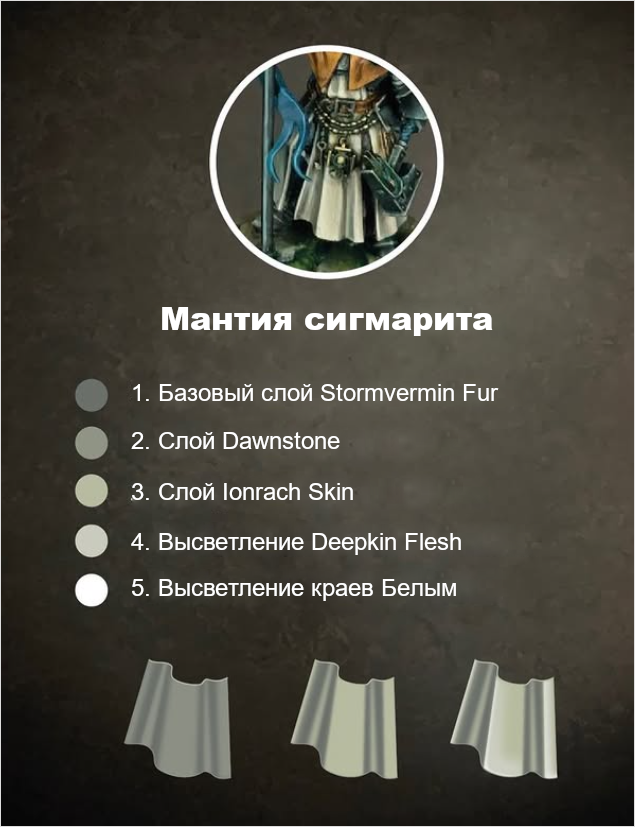 Мантия сигмарита
1. Базовый слой Stormvermin Fur
2. Слой Dawnstone
3. Слой Ionrach Skin
4. Высветление Deepkin Flesh
5. Высветление краев Белым